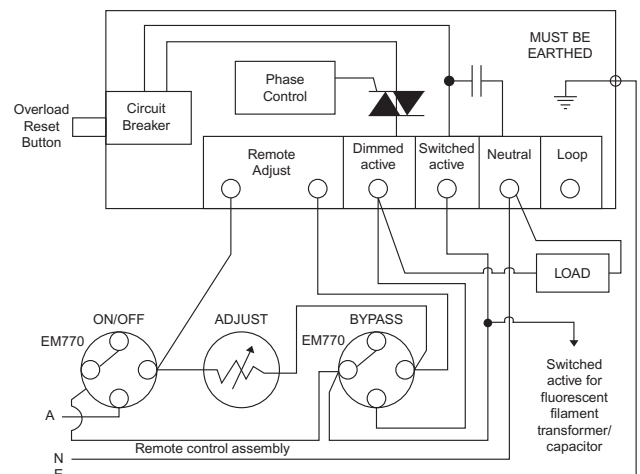 MUST BE
EARTHED
Phase
Control
Overload
Reset
Button
Circuit
Breaker
Remote
Adjust
Dimmed
active
Switched
active
Neutral
Loop
LOAD
ON/OFF
ADJUST
BYPASS
EM770
EM770
A
Switched
active for
fluorescent
filament
transformer/
capacitor
Remote control assembly
N
E